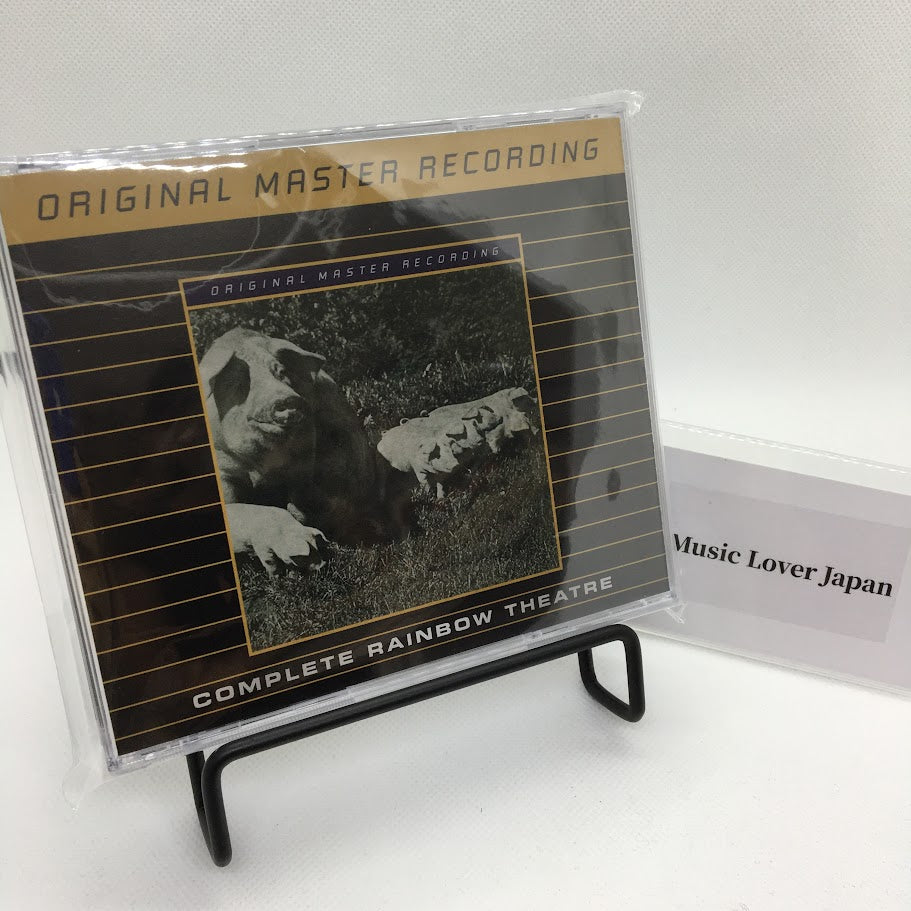 ORIGINAL MASTER RECORDING
ORIGINAL MASTER RECORDING
COMPLETE RAINBOW THEATRE
Music Lover Japan